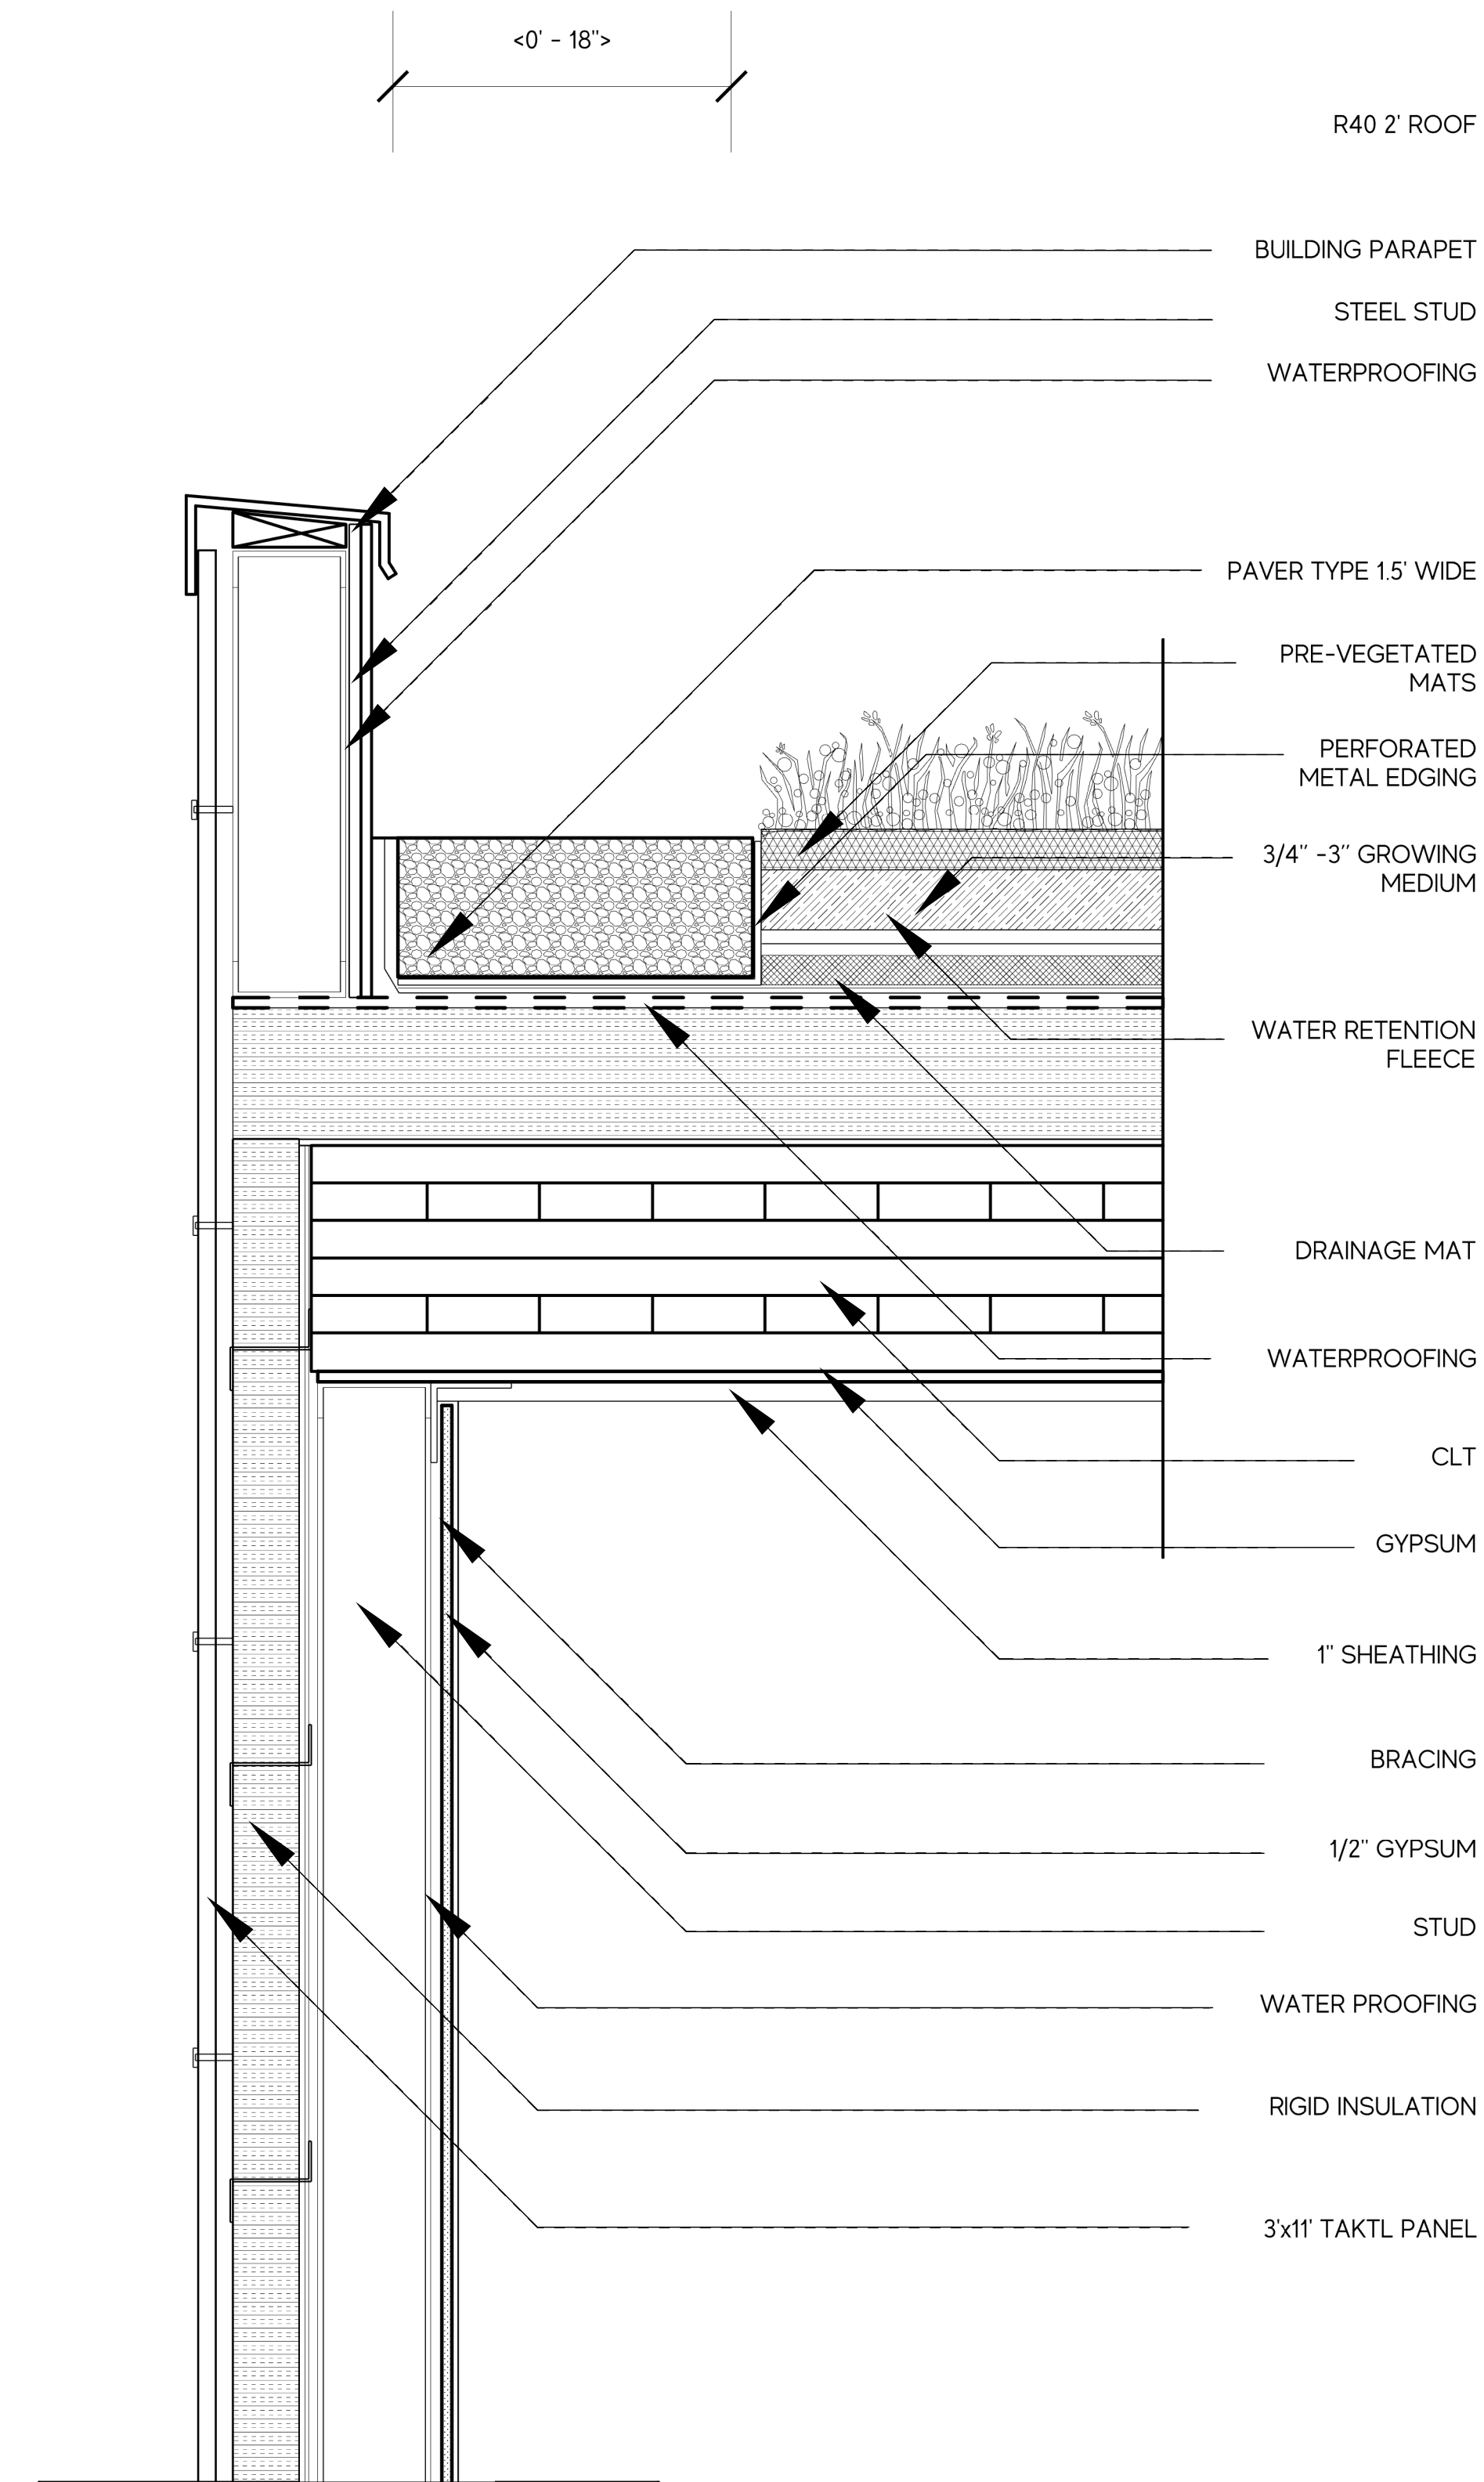 <0' - 18">
R40 2' ROOF
BUILDING PARAPET
STEEL STUD
WATERPROOFING
PAVER TYPE 1.5' WIDE
PRE-VEGETATED
MATS
PERFORATED
METAL EDGING
3/4" -3" GROWING
MEDIUM
WATER RETENTION
FLEECE
DRAINAGE MAT
WATERPROOFING
CLT
GYPSUM
1" SHEATHING
BRACING
1/2" GYPSUM
STUD
WATER PROOFING
RIGID INSULATION
3'x11' TAKTL PANEL